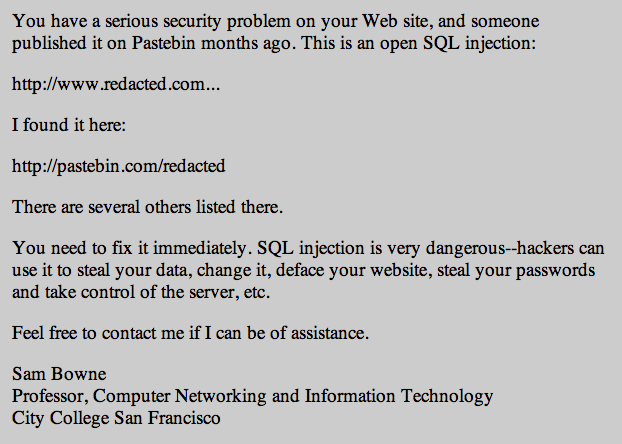 You have a serious security problem on your Web site, and someone
published it on Pastebin months ago. This is an open SQL injection:
http://www.redacted.com...
I found it here:
http://pastebin.com/redacted
There are several others listed there.
You need to fix it immediately. SQL injection is very dangerous--hackers can
use it to steal your data, change it, deface your website, steal your passwords
and take control of the server, etc.
Feel free to contact me if I can be of assistance.
Sam Bowne
Professor, Computer Networking and Information Technology
City College San Francisco